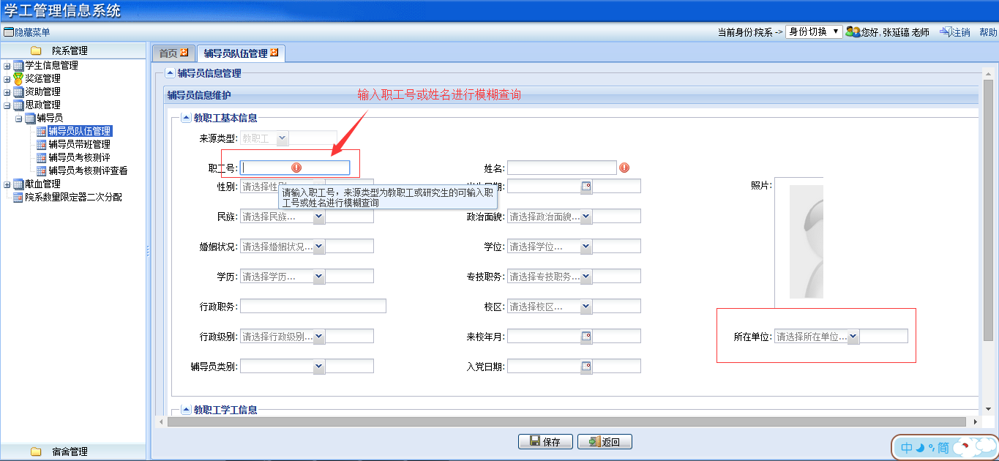 学工管理信息系统
隐藏菜单
当前身份:院系 -> 身份切换 您好, 张延镐 老师 注销 帮助
院系管理
首页 辅导员队伍管理
学生信息管理
奖惩管理
资助管理
思政管理
辅导员
辅导员队伍管理
辅导员带班管理
辅导员考核测评
辅导员考核测评查看
献血管理
院系数量限定器二次分配
宿舍管理
辅导员信息管理
辅导员信息维护
输入职工号或姓名进行模糊查询
教职工基本信息
来源类型: 教职工
职工号: 姓名:
性别: 请选择性别
请输入职工号，来源类型为教职工或研究生的可输入职
工号或姓名进行模糊查询
照片:
民族: 请选择民族... 政治面貌: 请选择政治面貌...
婚姻状况: 请选择婚姻状况... 学位: 请选择学位...
学历: 请选择学历... 专技职务: 请选择专技职务...
行政职务: 校区: 请选择校区...
行政级别: 请选择行政级别... 来校年月: 所在单位: 请选择所在单位...
辅导员类别: 入党日期:
教职工学工信息
保存 返回
中 简